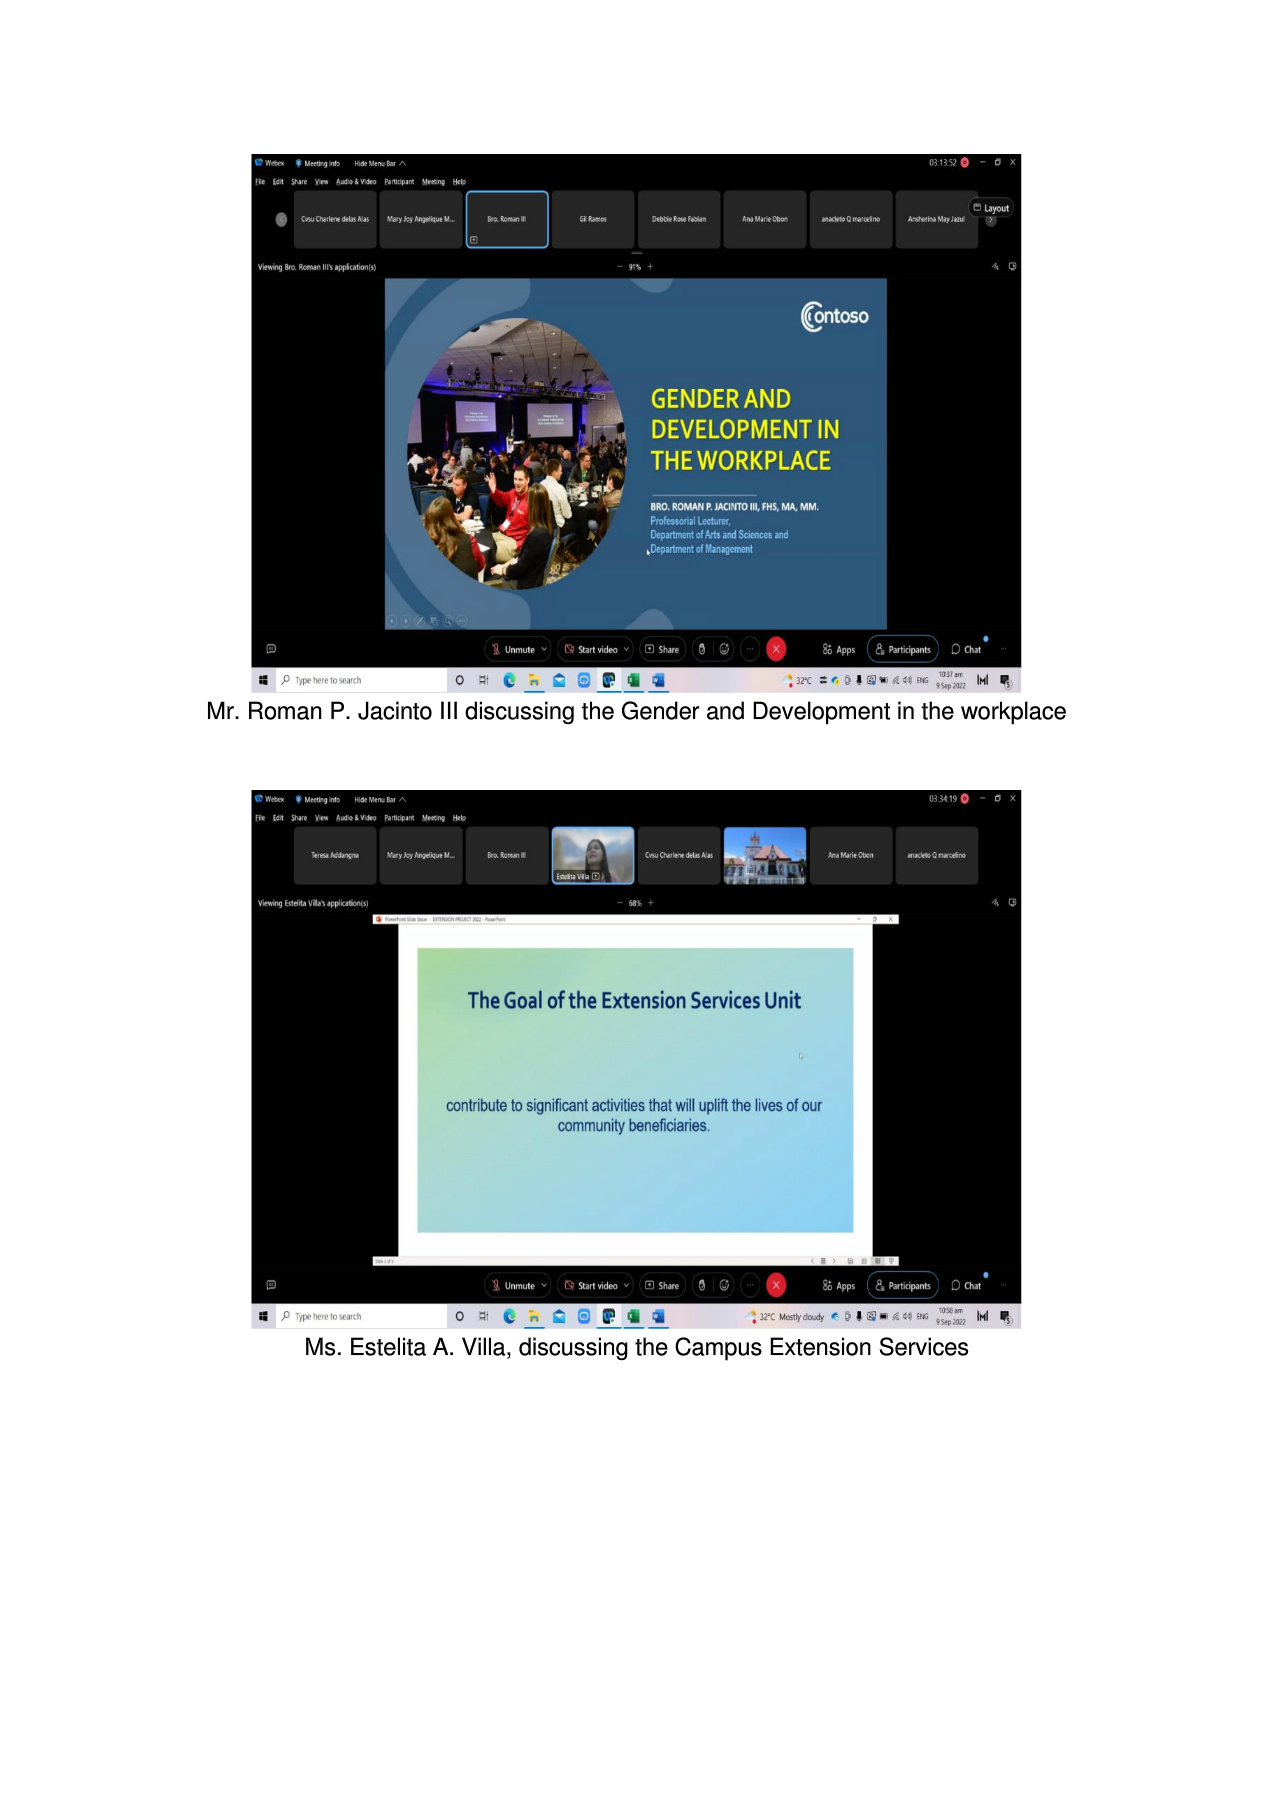 Webex Meeting Info Hide Menu Bar 03:13:52
File Edit Share View Audio & Video Participant Meeting Help
Cvsu Charlene delas Alas Mary Joy Angelique M... Bro. Roman III Gil Ramos Debbie Rose Fabian Ana Marie Obon anacleto Q marcelino Ansherina May Jazul Layout
Viewing Bro. Roman III's application(s) 91%
Contoso
GENDER AND
DEVELOPMENT IN
THE WORKPLACE
BRO. ROMAN P. JACINTO III, FHS, MA, MM.
Professorial Lecturer,
Department of Arts and Sciences and
Department of Management
Unmute Start video Share Apps Participants Chat
Type here to search 32°C ENG 10:37 am
9 Sep 2022
Mr. Roman P. Jacinto III discussing the Gender and Development in the workplace
Webex Meeting Info Hide Menu Bar 03:34:19
File Edit Share View Audio & Video Participant Meeting Help
Teresa Addangna Mary Joy Angelique M... Bro. Roman III Estelita Villa Cvsu Charlene delas Alas Ana Marie Obon anacleto Q marcelino
Viewing Estelita Villa's application(s) 68%
PowerPoint Slide Show - EXTENSION PROJECT 2022 - PowerPoint
The Goal of the Extension Services Unit
contribute to significant activities that will uplift the lives of our
community beneficiaries.
Unmute Start video Share Apps Participants Chat
Type here to search 32°C Mostly cloudy ENG 10:56 am
9 Sep 2022
Ms. Estelita A. Villa, discussing the Campus Extension Services